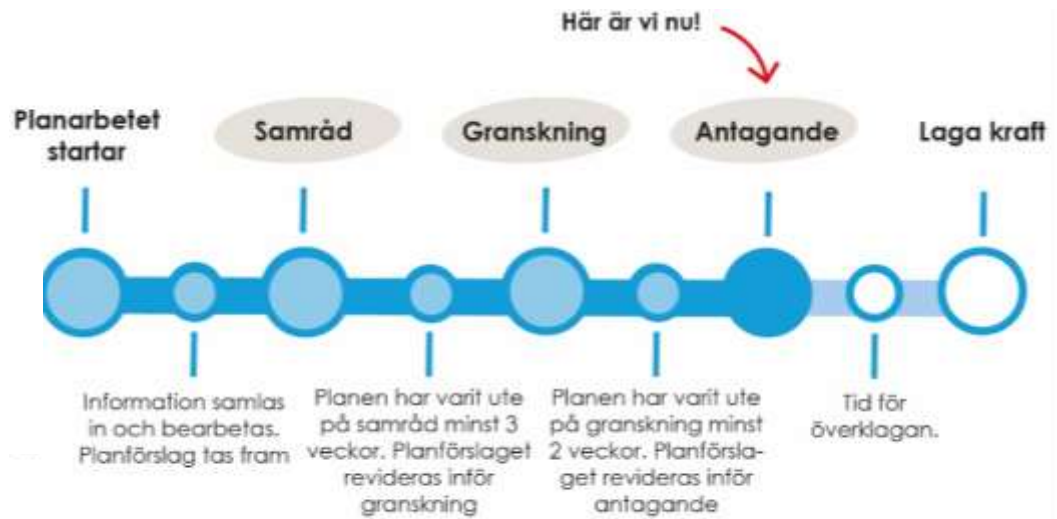 Här är vi nu!
Planarbetet
startar
Samråd
Granskning
Antagande
Laga kraft
Information samlas
in och bearbetas.
Planförslag tas fram
Planen har varit ute
på samråd minst 3
veckor. Planförslaget
revideras inför
granskning
Planen har varit ute
på granskning minst
2 veckor. Planförsla-
get revideras inför
antagande
Tid för
överklagan.